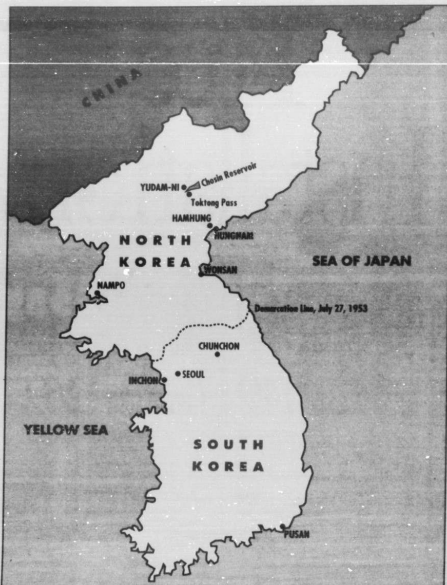 CHINA
YUDAM-NI
Chosin Reservoir
Toktong Pass
HAMHUNG
HUNGNAM
NORTH
KOREA
SEA OF JAPAN
WONSAN
NAMPO
Demarcation Line, July 27, 1953
CHUNCHON
SEOUL
INCHON
YELLOW SEA
SOUTH
KOREA
PUSAN